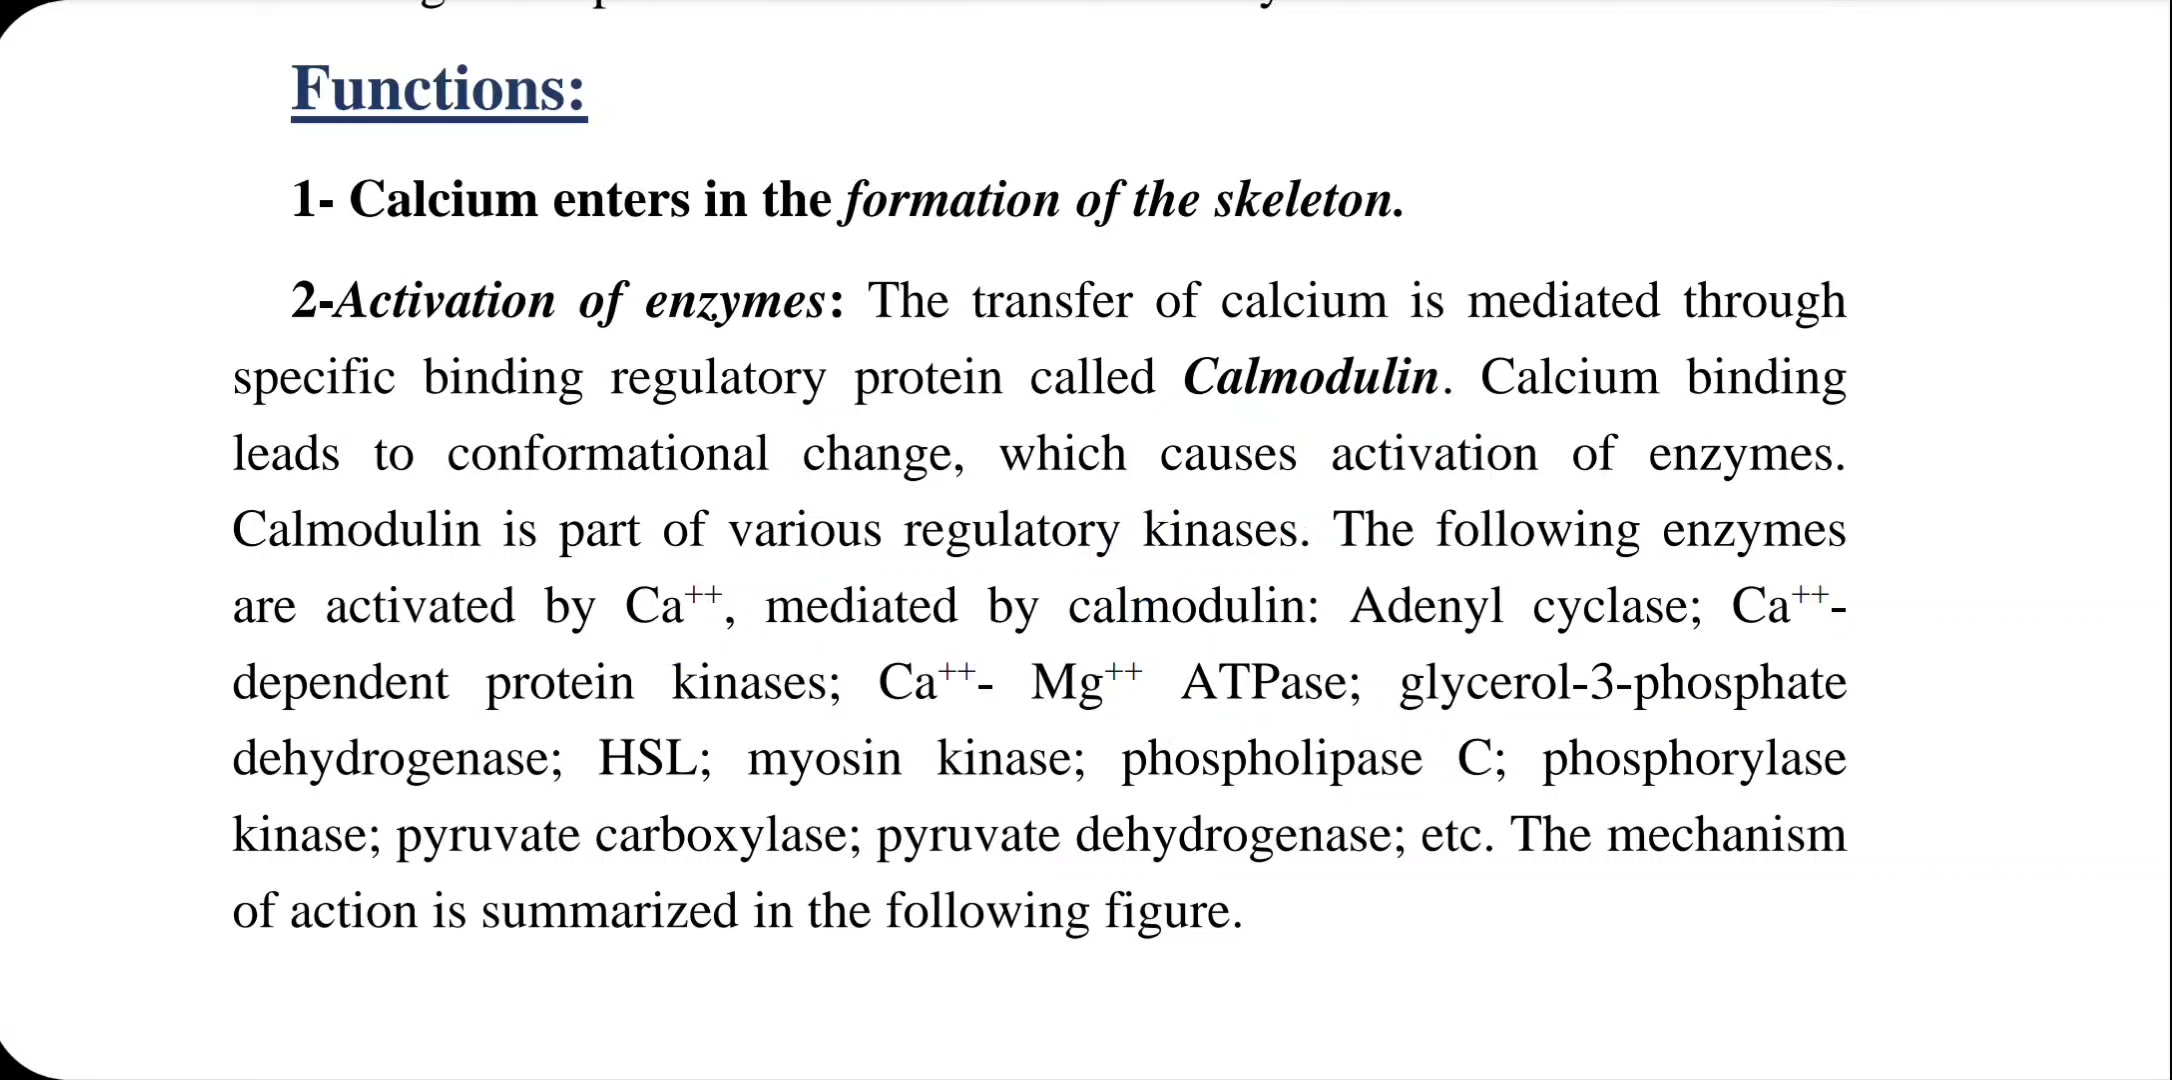 Functions:
1- Calcium enters in the formation of the skeleton.
2-Activation of enzymes: The transfer of calcium is mediated through
specific binding regulatory protein called Calmodulin. Calcium binding
leads to conformational change, which causes activation of enzymes.
Calmodulin is part of various regulatory kinases. The following enzymes
are activated by Ca⁺⁺, mediated by calmodulin: Adenyl cyclase; Ca⁺⁺-
dependent protein kinases; Ca⁺⁺- Mg⁺⁺ ATPase; glycerol-3-phosphate
dehydrogenase; HSL; myosin kinase; phospholipase C; phosphorylase
kinase; pyruvate carboxylase; pyruvate dehydrogenase; etc. The mechanism
of action is summarized in the following figure.